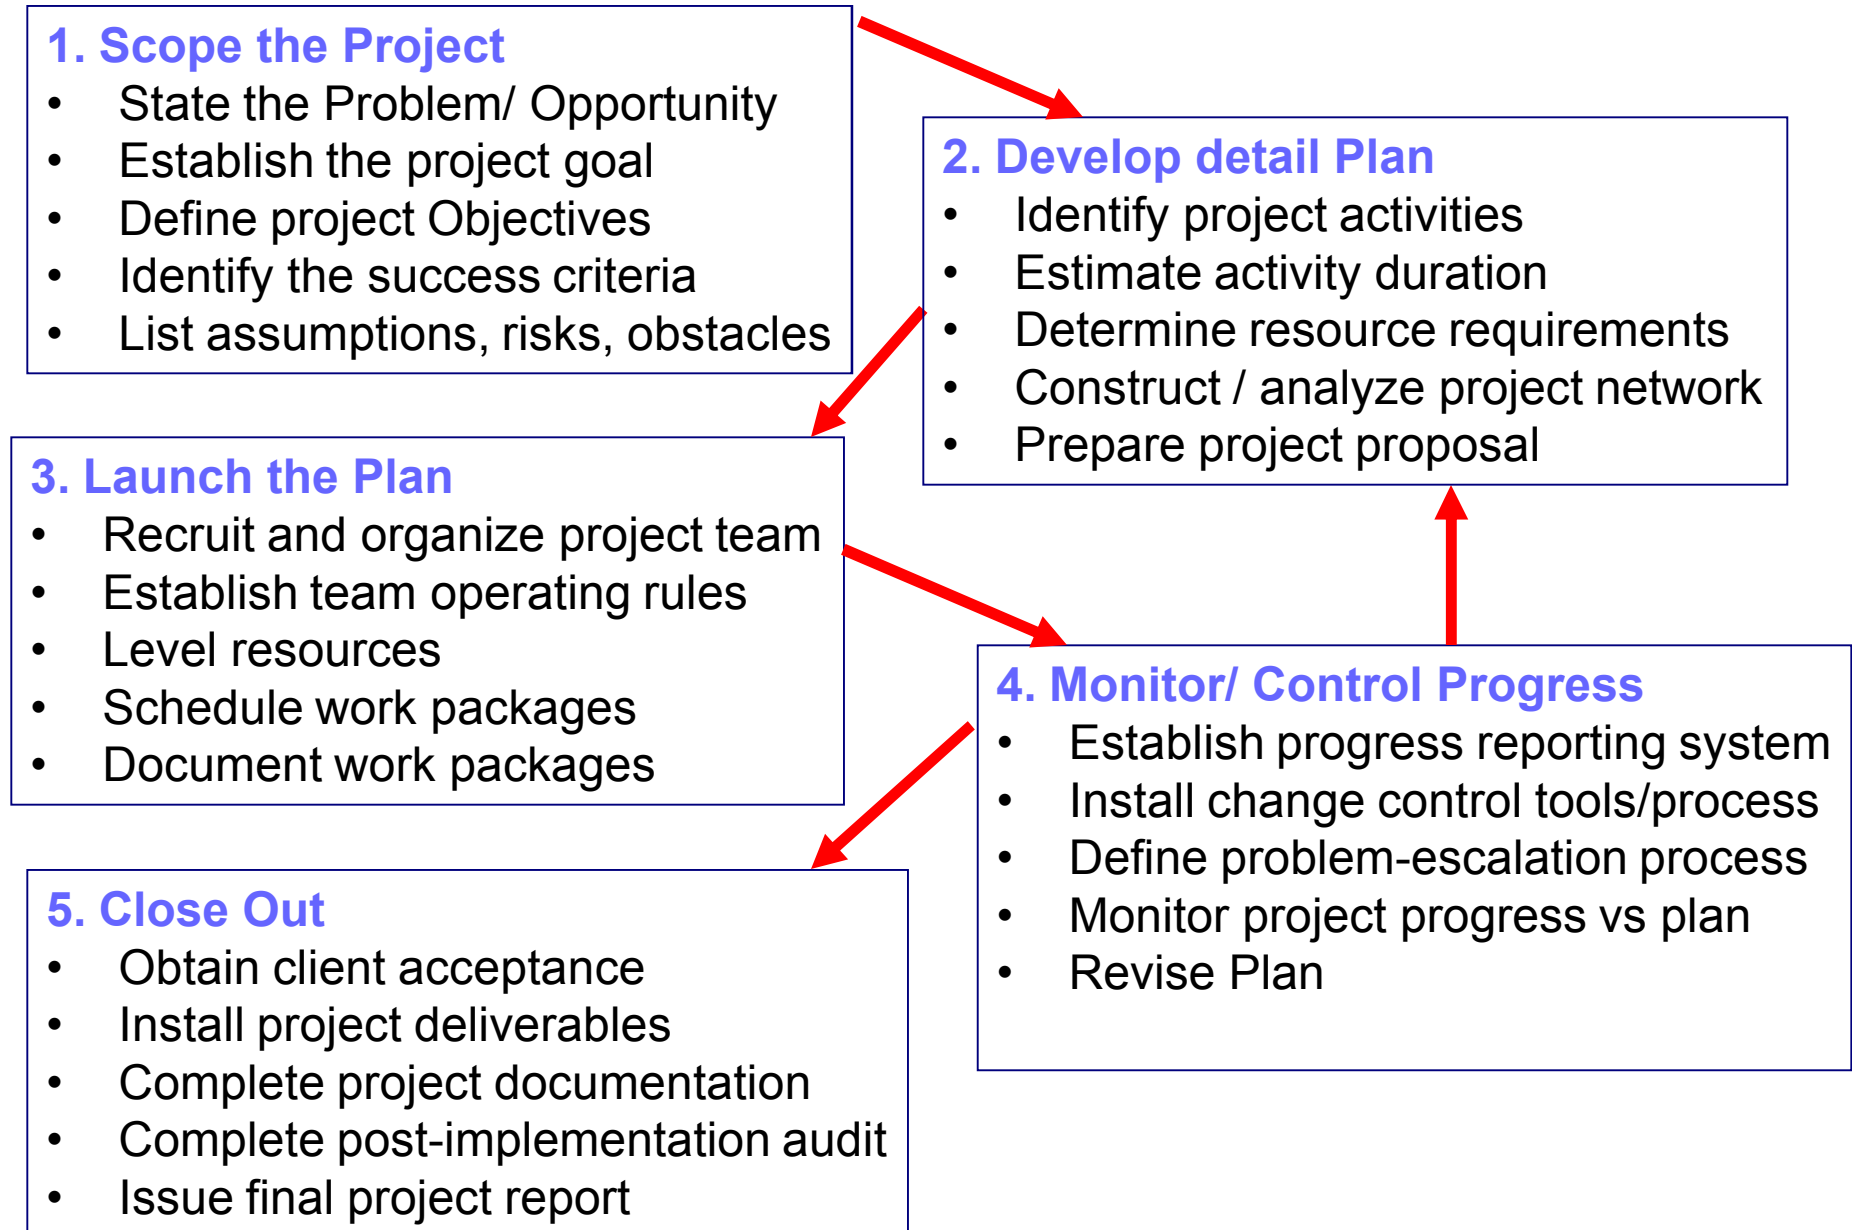 1. Scope the Project
• State the Problem/ Opportunity
• Establish the project goal
• Define project Objectives
• Identify the success criteria
• List assumptions, risks, obstacles
2. Develop detail Plan
• Identify project activities
• Estimate activity duration
• Determine resource requirements
• Construct / analyze project network
• Prepare project proposal
3. Launch the Plan
• Recruit and organize project team
• Establish team operating rules
• Level resources
• Schedule work packages
• Document work packages
4. Monitor/ Control Progress
• Establish progress reporting system
• Install change control tools/process
• Define problem-escalation process
• Monitor project progress vs plan
• Revise Plan
5. Close Out
• Obtain client acceptance
• Install project deliverables
• Complete project documentation
• Complete post-implementation audit
• Issue final project report